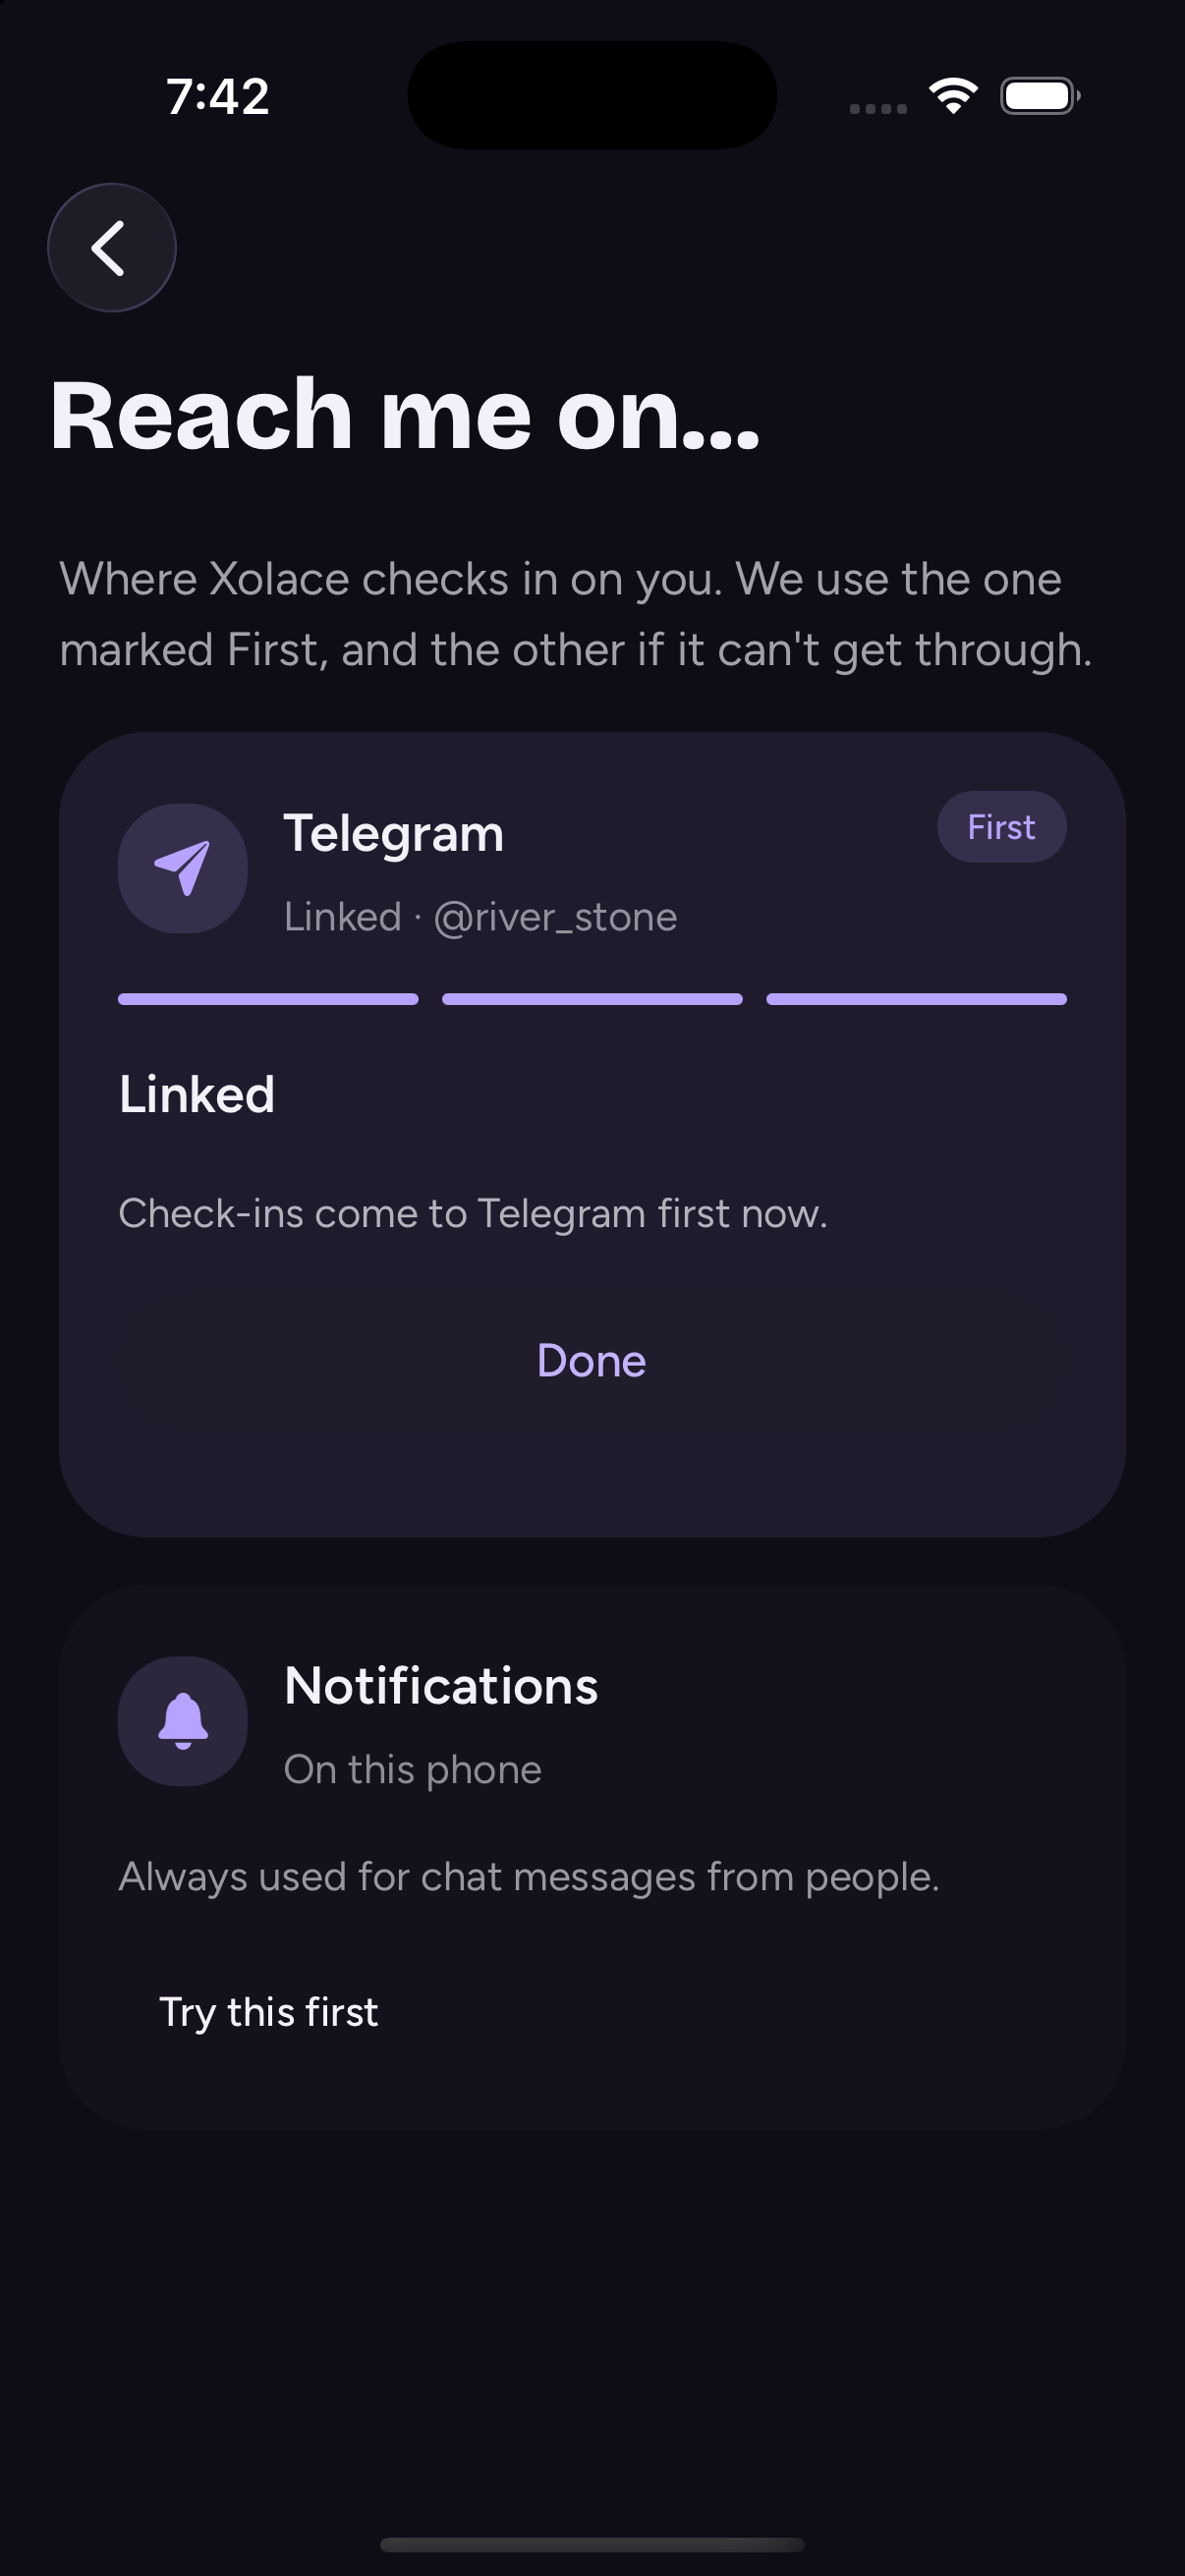 7:42
Reach me on...
Where Xolace checks in on you. We use the one
marked First, and the other if it can't get through.
Telegram
First
Linked · @river_stone
Linked
Check-ins come to Telegram first now.
Done
Notifications
On this phone
Always used for chat messages from people.
Try this first